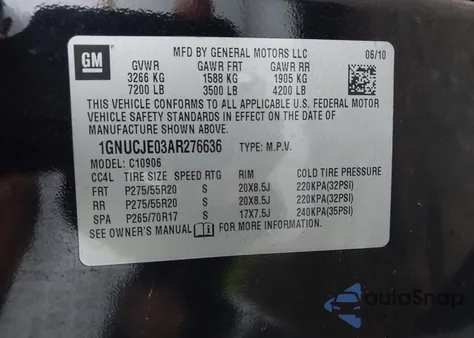 GM
MFD BY GENERAL MOTORS LLC 06/10
GVWR GAWR FRT GAWR RR
3266 KG 1588 KG 1905 KG
7200 LB 3500 LB 4200 LB
THIS VEHICLE CONFORMS TO ALL APPLICABLE U.S. FEDERAL MOTOR
VEHICLE SAFETY STANDARDS IN EFFECT ON THE DATE OF
MANUFACTURE SHOWN ABOVE.
1GNUCJE03AR276636 TYPE: M.P.V.
MODEL: C10906
CC4L TIRE SIZE SPEED RTG RIM COLD TIRE PRESSURE
FRT P275/55R20 S 20X8.5J 220KPA(32PSI)
RR P275/55R20 S 20X8.5J 220KPA(32PSI)
SPA P265/70R17 S 17X7.5J 240KPA(35PSI)
SEE OWNER'S MANUAL FOR MORE INFORMATION.
autoSnap